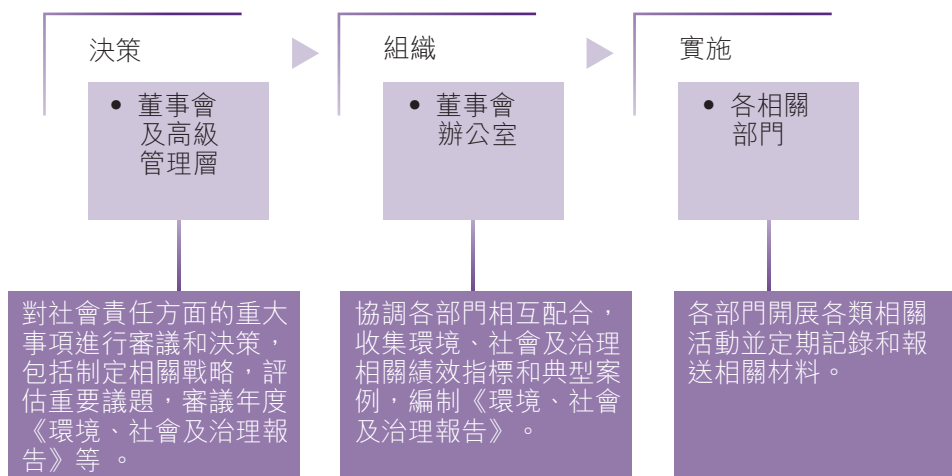 決策
• 董事會
及高級
管理層
對社會責任方面的重大
事項進行審議和決策,
包括制定相關戰略,評
估重要議題,審議年度
《環境、社會及治理報
告》等 。
組織
• 董事會
辦公室
協調各部門相互配合,
收集環境、社會及治理
相關績效指標和典型案
例,編制《環境、社會
及治理報告》。
實施
• 各相關
部門
各部門開展各類相關
活動並定期記錄和報
送相關材料。